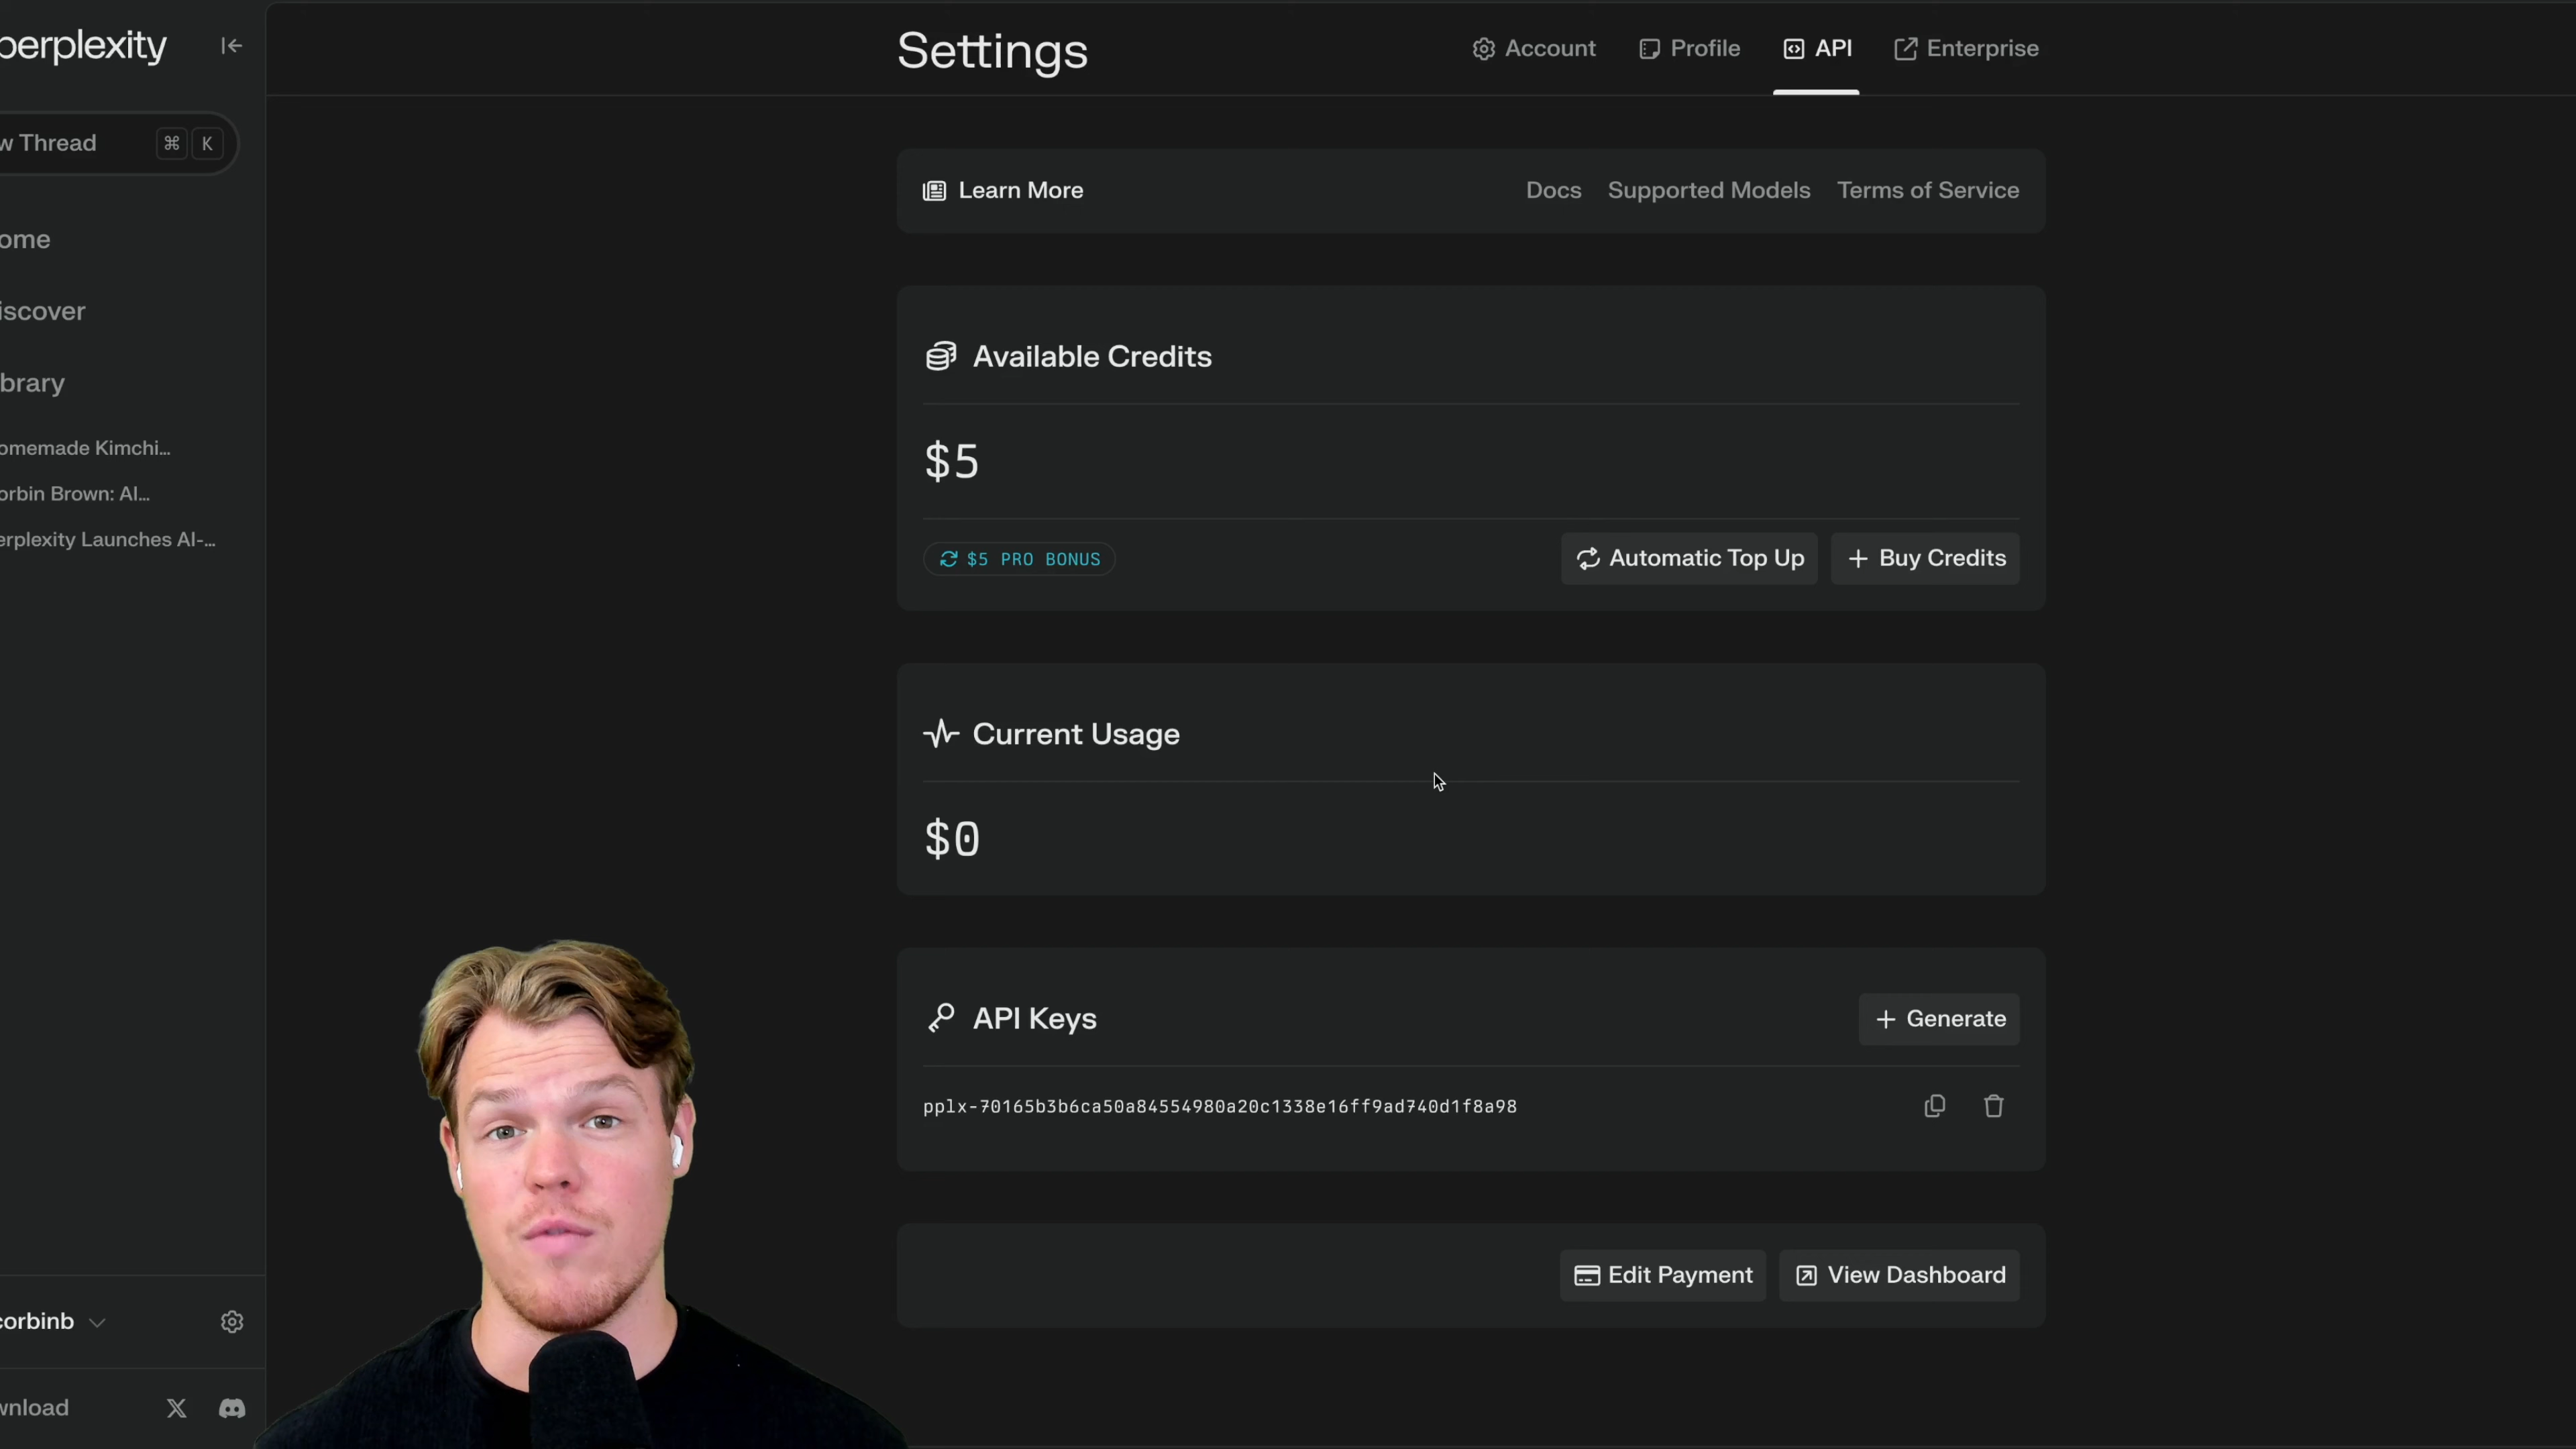 perplexity
w Thread ⌘ K
ome
iscover
brary
omemade Kimchi...
orbin Brown: AI...
erplexity Launches AI-...
corbinb
wnload
Settings
Account Profile API Enterprise
Learn More Docs Supported Models Terms of Service
Available Credits
$5
$5 PRO BONUS Automatic Top Up + Buy Credits
Current Usage
$0
API Keys + Generate
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
Edit Payment View Dashboard